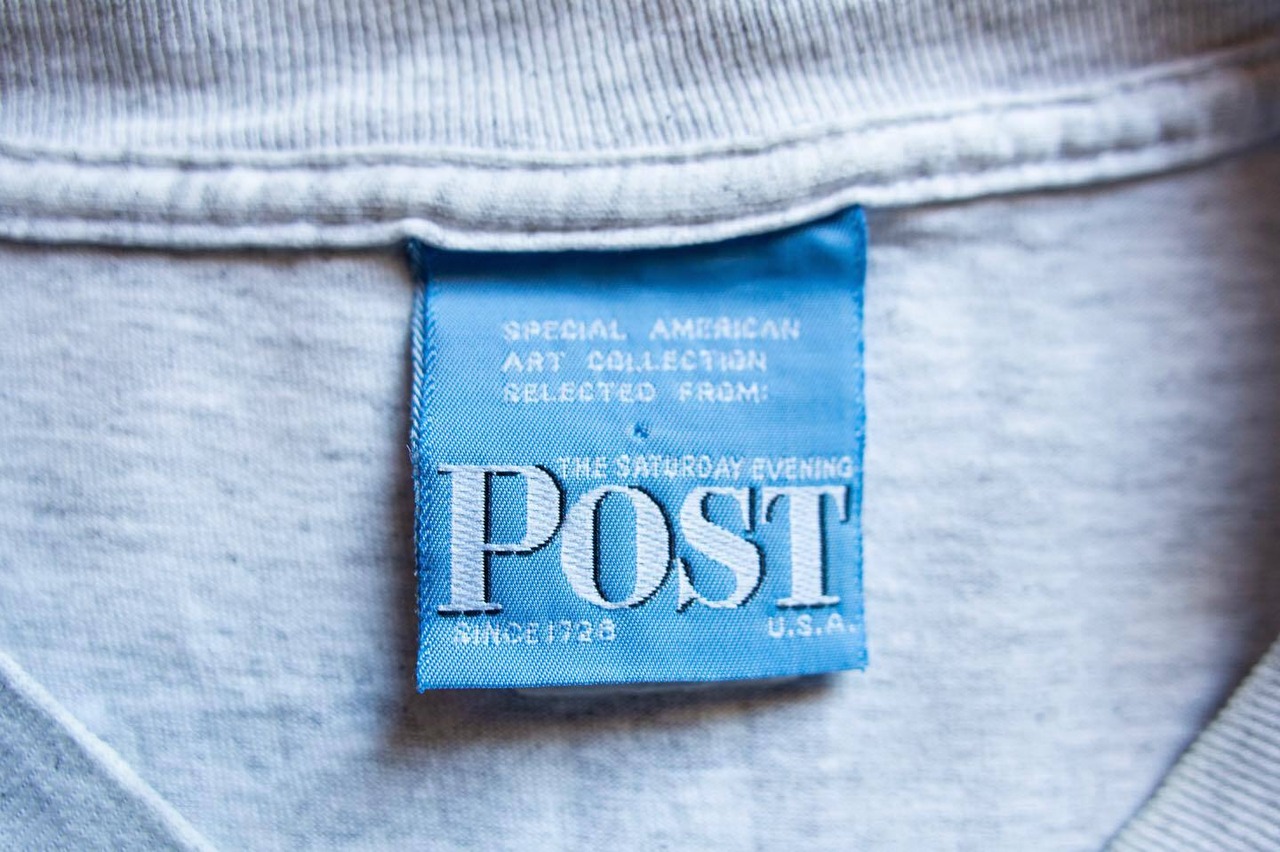 SPECIAL AMERICAN
ART COLLECTION
SELECTED FROM:
THE SATURDAY EVENING
POST
SINCE 1728 U.S.A.